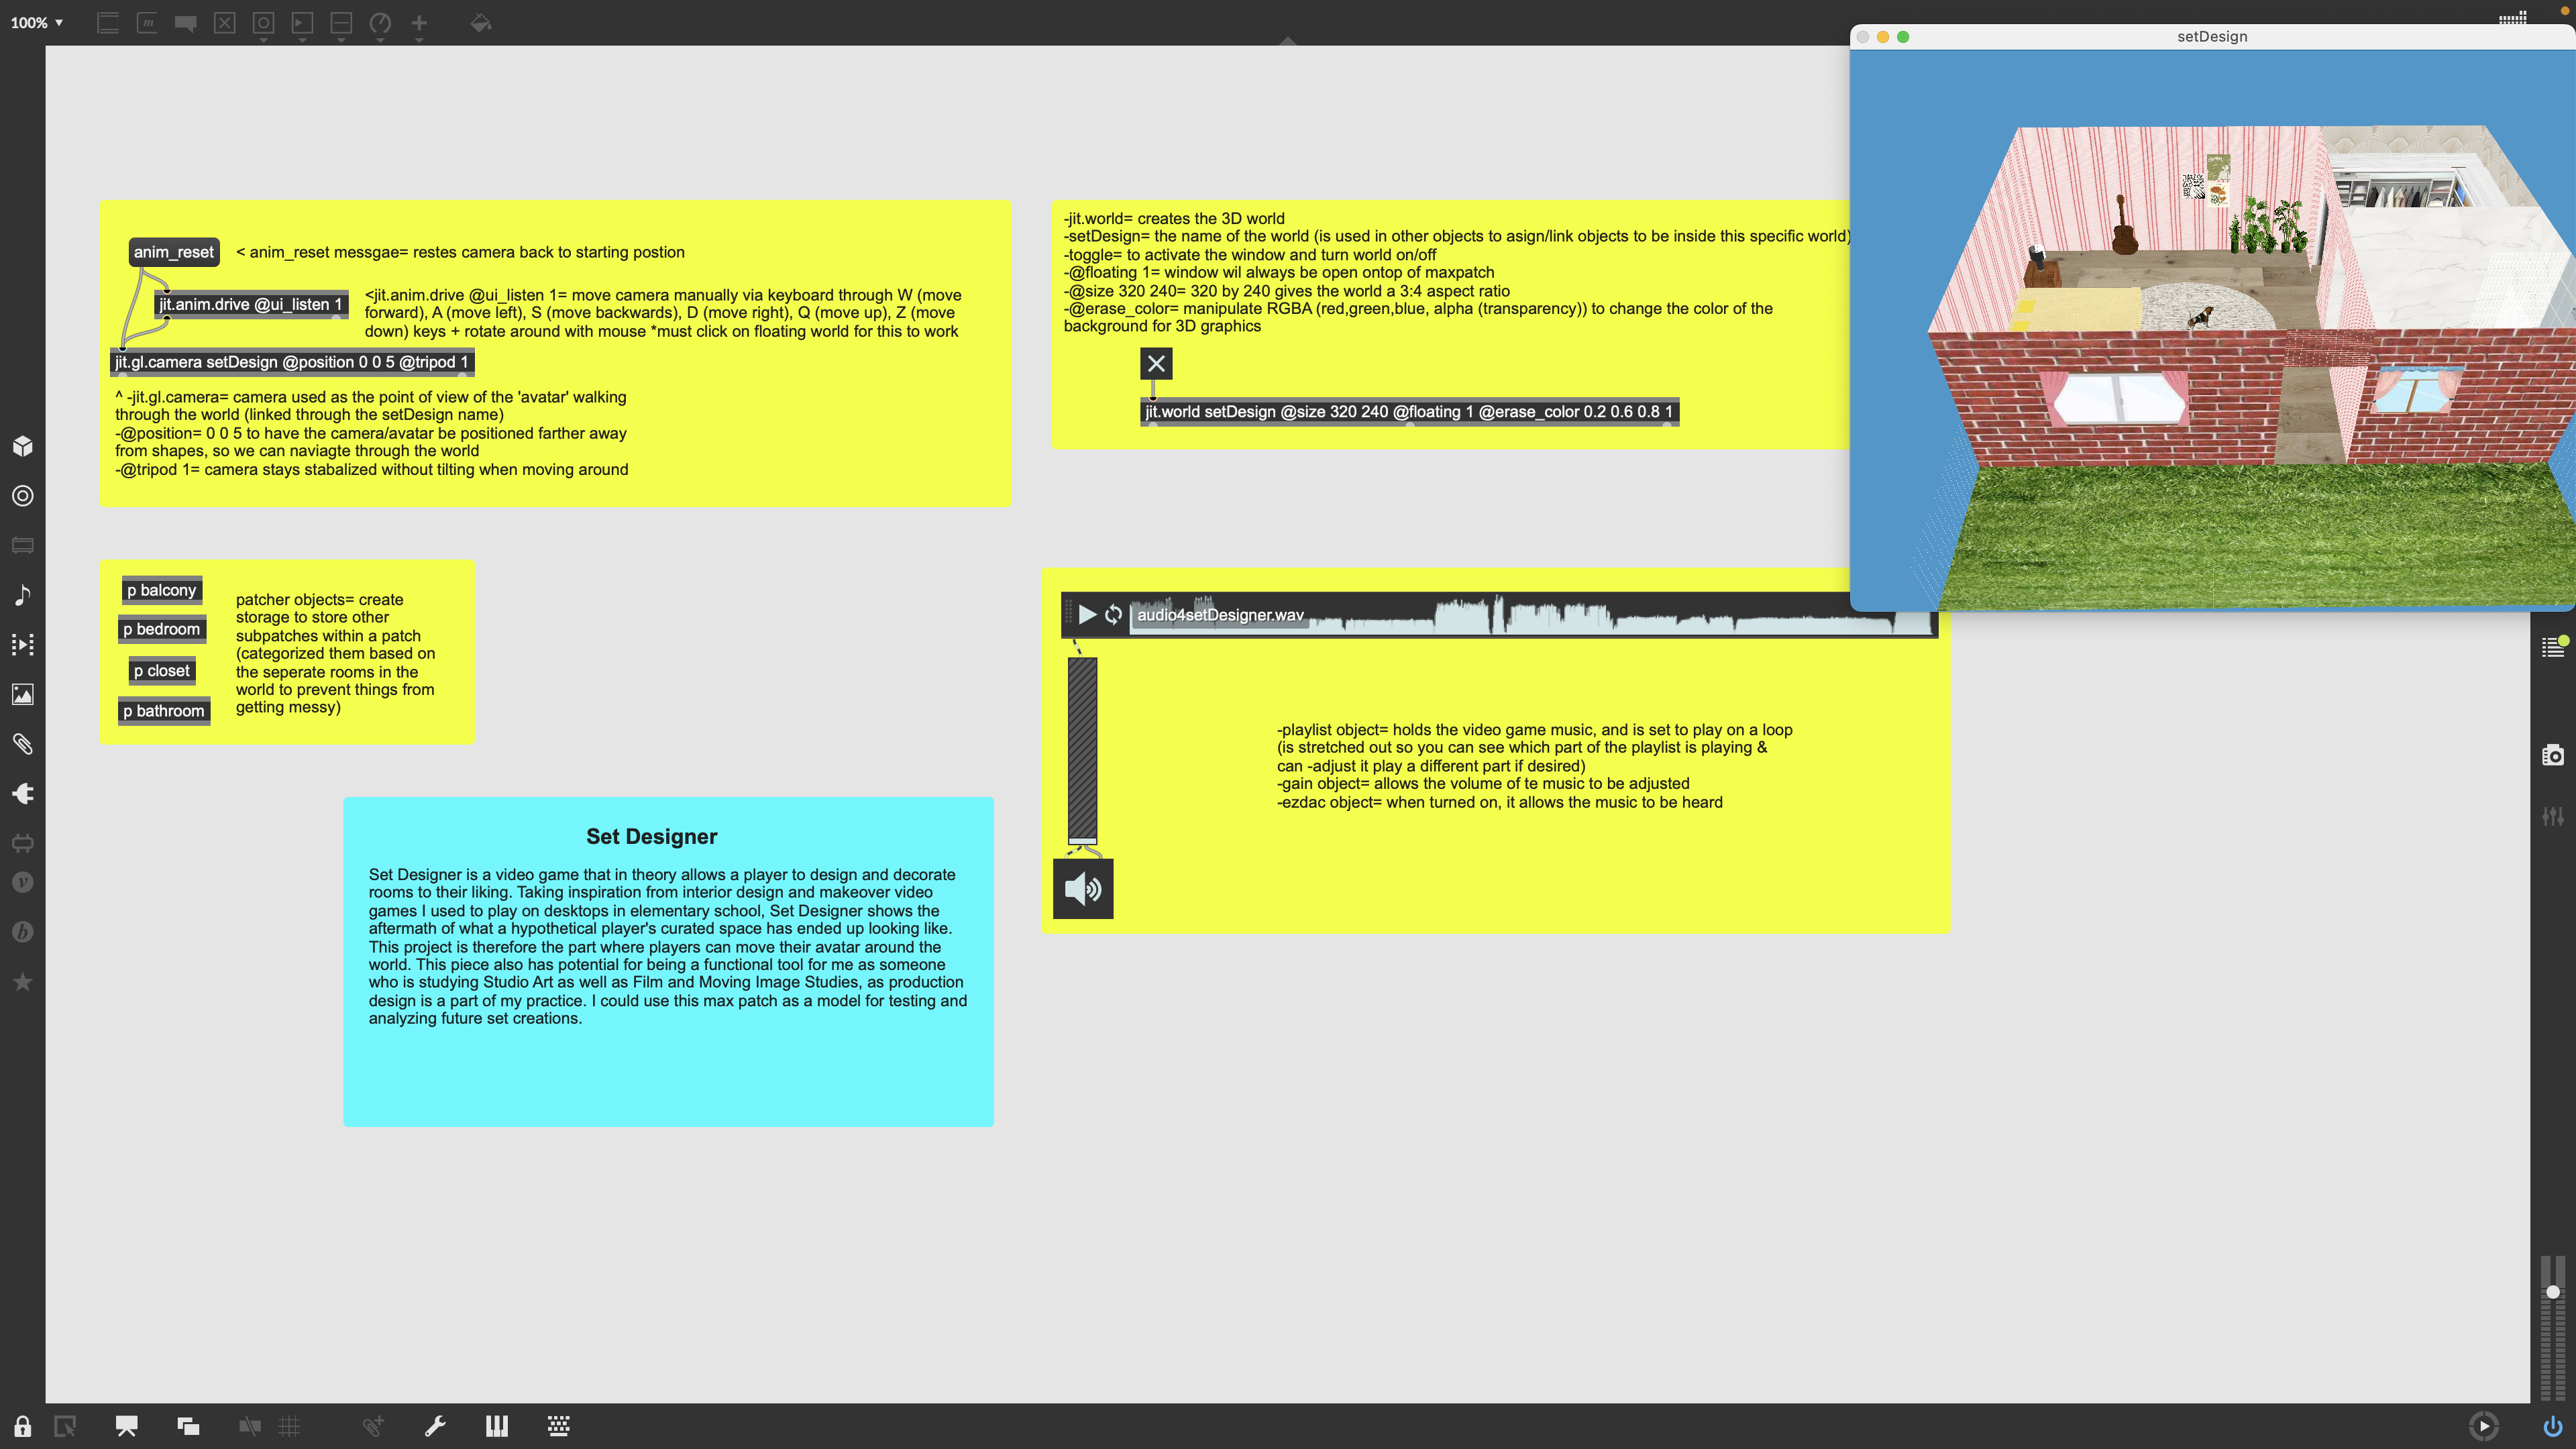 100%
setDesign
anim_reset
< anim_reset messgae= restes camera back to starting postion
jit.anim.drive @ui_listen 1
<jit.anim.drive @ui_listen 1= move camera manually via keyboard through W (move
forward), A (move left), S (move backwards), D (move right), Q (move up), Z (move
down) keys + rotate around with mouse *must click on floating world for this to work
jit.gl.camera setDesign @position 0 0 5 @tripod 1
^ -jit.gl.camera= camera used as the point of view of the 'avatar' walking
through the world (linked through the setDesign name)
-@position= 0 0 5 to have the camera/avatar be positioned farther away
from shapes, so we can naviagte through the world
-@tripod 1= camera stays stabalized without tilting when moving around
-jit.world= creates the 3D world
-setDesign= the name of the world (is used in other objects to asign/link objects to be inside this specific world)
-toggle= to activate the window and turn world on/off
-@floating 1= window wil always be open ontop of maxpatch
-@size 320 240= 320 by 240 gives the world a 3:4 aspect ratio
-@erase_color= manipulate RGBA (red,green,blue, alpha (transparency)) to change the color of the
background for 3D graphics
jit.world setDesign @size 320 240 @floating 1 @erase_color 0.2 0.6 0.8 1
p balcony
p bedroom
p closet
p bathroom
patcher objects= create
storage to store other
subpatches within a patch
(categorized them based on
the seperate rooms in the
world to prevent things from
getting messy)
audio4setDesigner.wav
-playlist object= holds the video game music, and is set to play on a loop
(is stretched out so you can see which part of the playlist is playing &
can -adjust it play a different part if desired)
-gain object= allows the volume of te music to be adjusted
-ezdac object= when turned on, it allows the music to be heard
Set Designer
Set Designer is a video game that in theory allows a player to design and decorate
rooms to their liking. Taking inspiration from interior design and makeover video
games I used to play on desktops in elementary school, Set Designer shows the
aftermath of what a hypothetical player's curated space has ended up looking like.
This project is therefore the part where players can move their avatar around the
world. This piece also has potential for being a functional tool for me as someone
who is studying Studio Art as well as Film and Moving Image Studies, as production
design is a part of my practice. I could use this max patch as a model for testing and
analyzing future set creations.